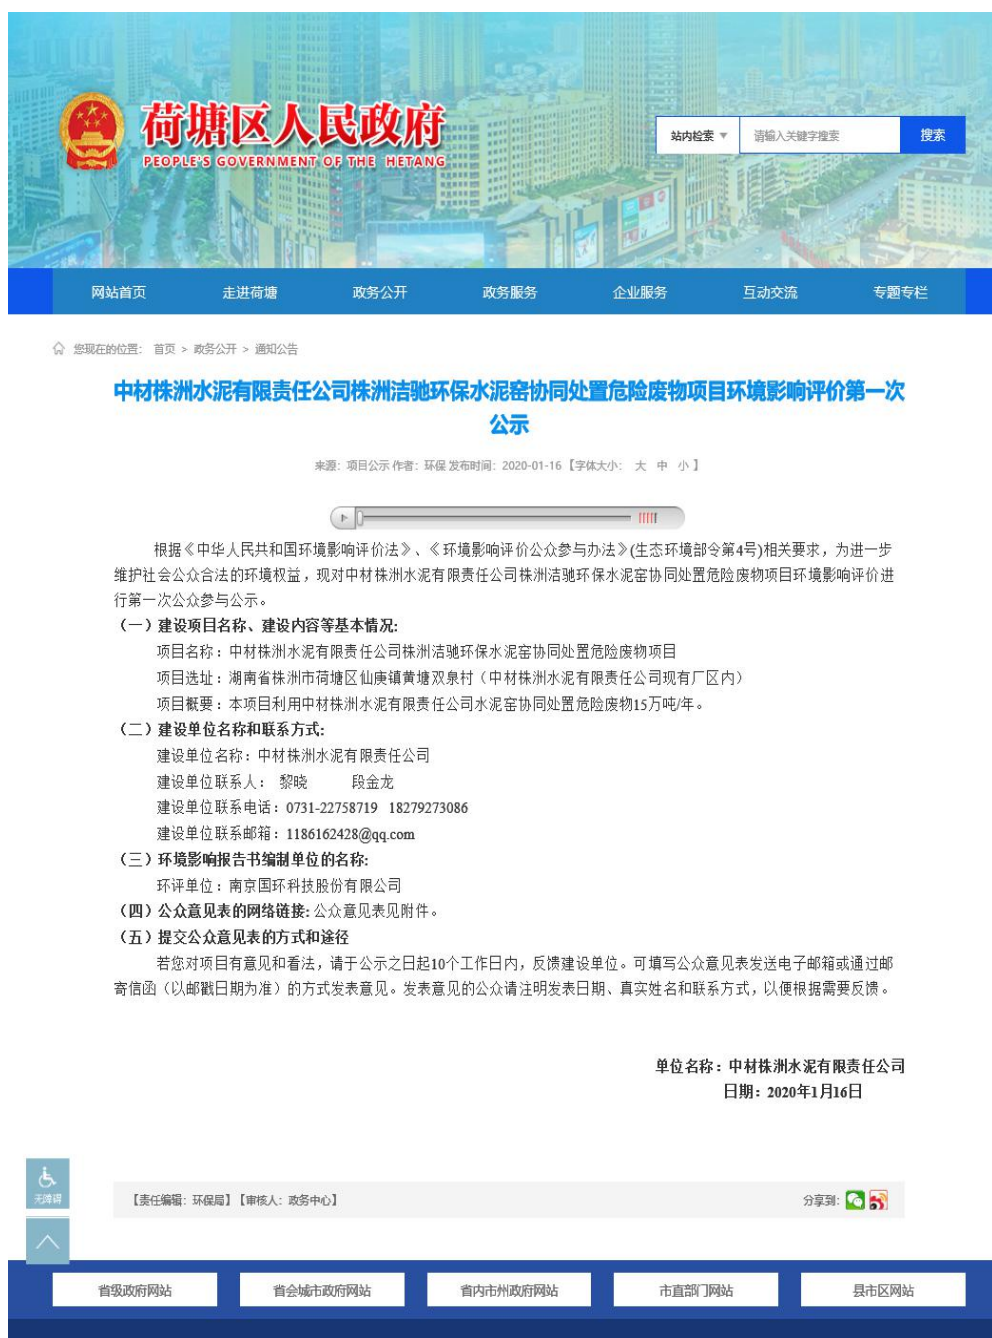 荷塘区人民政府
PEOPLE'S GOVERNMENT OF THE HETANG
站内检索 ▼ 请输入关键字搜索 搜索
网站首页 走进荷塘 政务公开 政务服务 企业服务 互动交流 专题专栏
您现在的位置： 首页 > 政务公开 > 通知公告
中材株洲水泥有限责任公司株洲洁驰环保水泥窑协同处置危险废物项目环境影响评价第一次
公示
来源：项目公示 作者：环保 发布时间：2020-01-16 【字体大小： 大 中 小 】
根据《中华人民共和国环境影响评价法》、《环境影响评价公众参与办法》(生态环境部令第4号)相关要求，为进一步
维护社会公众合法的环境权益，现对中材株洲水泥有限责任公司株洲洁驰环保水泥窑协同处置危险废物项目环境影响评价进
行第一次公众参与公示。
（一）建设项目名称、建设内容等基本情况:
项目名称：中材株洲水泥有限责任公司株洲洁驰环保水泥窑协同处置危险废物项目
项目选址：湖南省株洲市荷塘区仙庾镇黄塘双泉村（中材株洲水泥有限责任公司现有厂区内）
项目概要：本项目利用中材株洲水泥有限责任公司水泥窑协同处置危险废物15万吨/年。
（二）建设单位名称和联系方式:
建设单位名称：中材株洲水泥有限责任公司
建设单位联系人： 黎晓 段金龙
建设单位联系电话：0731-22758719 18279273086
建设单位联系邮箱：1186162428@qq.com
（三）环境影响报告书编制单位的名称:
环评单位：南京国环科技股份有限公司
（四）公众意见表的网络链接:公众意见表见附件。
（五）提交公众意见表的方式和途径
若您对项目有意见和看法，请于公示之日起10个工作日内，反馈建设单位。可填写公众意见表发送电子邮箱或通过邮
寄信函（以邮戳日期为准）的方式发表意见。发表意见的公众请注明发表日期、真实姓名和联系方式，以便根据需要反馈。
单位名称：中材株洲水泥有限责任公司
日期：2020年1月16日
无障碍
【责任编辑：环保局】【审核人：政务中心】 分享到:
省级政府网站 省会城市政府网站 省内市州政府网站 市直部门网站 县市区网站